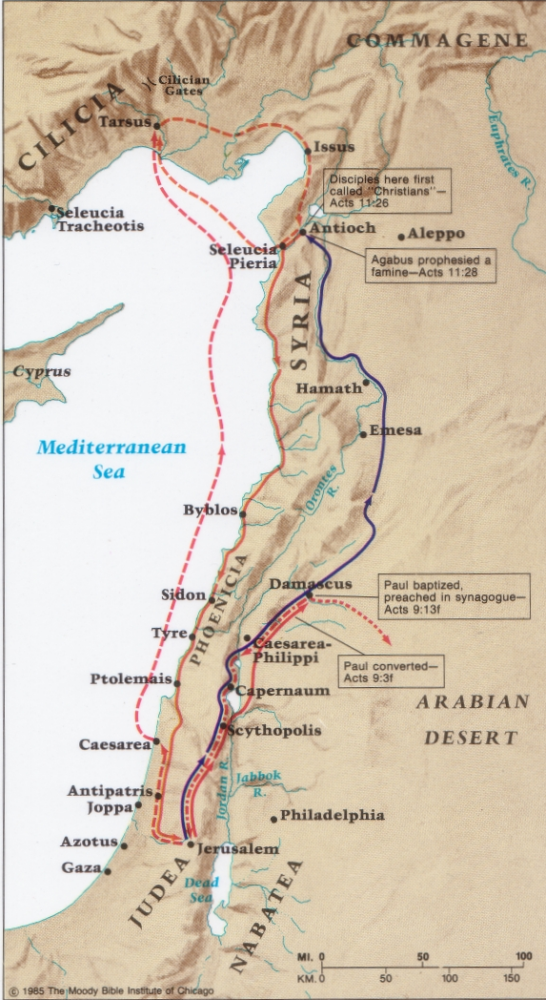 COMMAGENE
Cilician
Gates
CILICIA
Tarsus
Euphrates R.
Issus
Disciples here first
called "Christians"—
Acts 11:26
Seleucia
Tracheotis
Antioch
Aleppo
Seleucia
Pieria
Agabus prophesied a
famine—Acts 11:28
SYRIA
Cyprus
Hamath
Emesa
Mediterranean
Sea
Orontes
R.
Byblos
PHOENICIA
Damascus
Paul baptized,
preached in synagogue—
Acts 9:13f
Sidon
Tyre
Caesarea-
Philippi
Paul converted—
Acts 9:3f
Ptolemais
Capernaum
ARABIAN
DESERT
Scythopolis
Caesarea
Jordan R.
Jabbok
R.
Antipatris
Joppa
Philadelphia
Azotus
Jerusalem
Gaza
JUDEA
Dead
Sea
NABATEA
MI. 0 50 100
KM. 0 50 100 150
© 1985 The Moody Bible Institute of Chicago